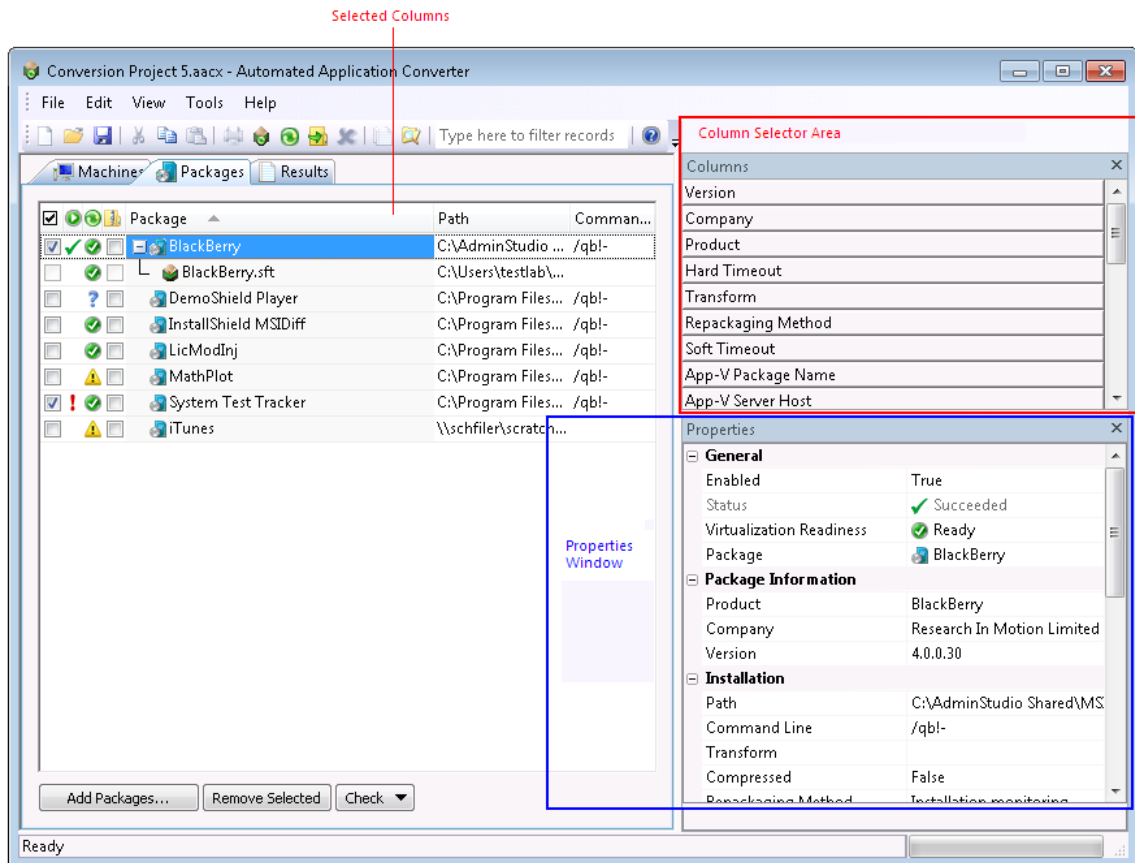 Selected Columns
Conversion Project 5.aacx - Automated Application Converter
File Edit View Tools Help
Type here to filter records
Column Selector Area
Machines Packages Results
Columns
Version
Company
Product
Hard Timeout
Transform
Repackaging Method
Soft Timeout
App-V Package Name
App-V Server Host
Package Path Comman...
BlackBerry C:\AdminStudio ... /qb!-
BlackBerry.sft C:\Users\testlab\...
DemoShield Player C:\Program Files... /qb!-
InstallShield MSIDiff C:\Program Files... /qb!-
LicModInj C:\Program Files... /qb!-
MathPlot C:\Program Files... /qb!-
System Test Tracker C:\Program Files... /qb!-
iTunes \\schfiler\scratch...
Properties Window
Properties
General
Enabled True
Status Succeeded
Virtualization Readiness Ready
Package BlackBerry
Package Information
Product BlackBerry
Company Research In Motion Limited
Version 4.0.0.30
Installation
Path C:\AdminStudio Shared\MS
Command Line /qb!-
Transform
Compressed False
Repackaging Method Installation monitoring
Add Packages... Remove Selected Check
Ready